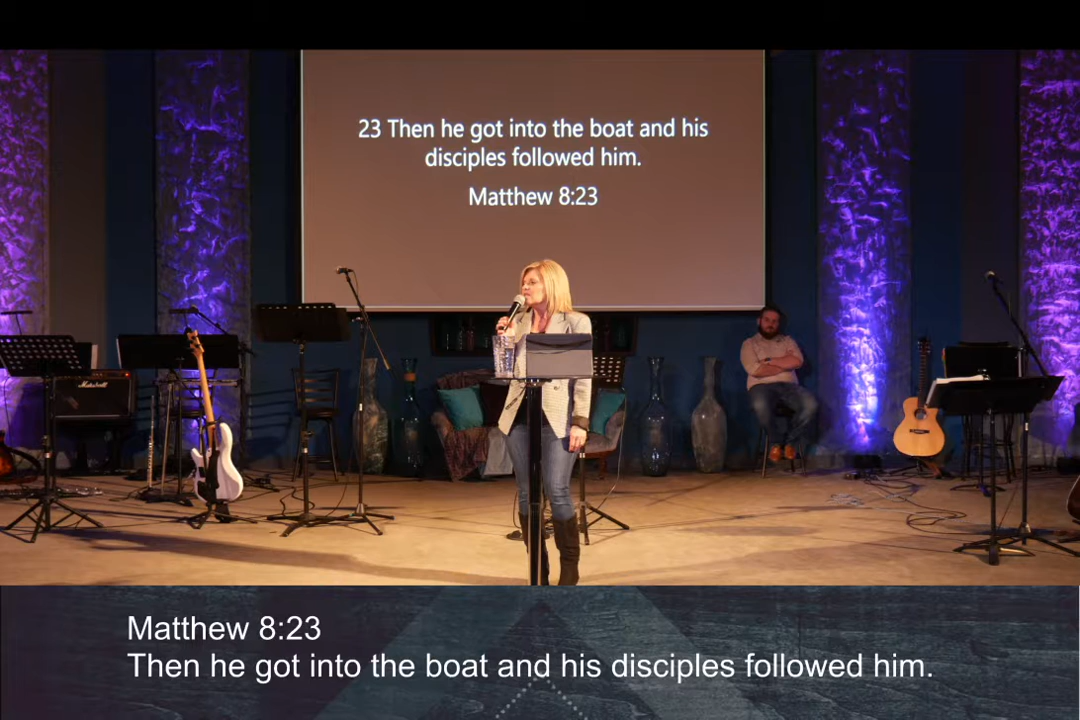 23 Then he got into the boat and his
disciples followed him.
Matthew 8:23
Marshall
Matthew 8:23
Then he got into the boat and his disciples followed him.